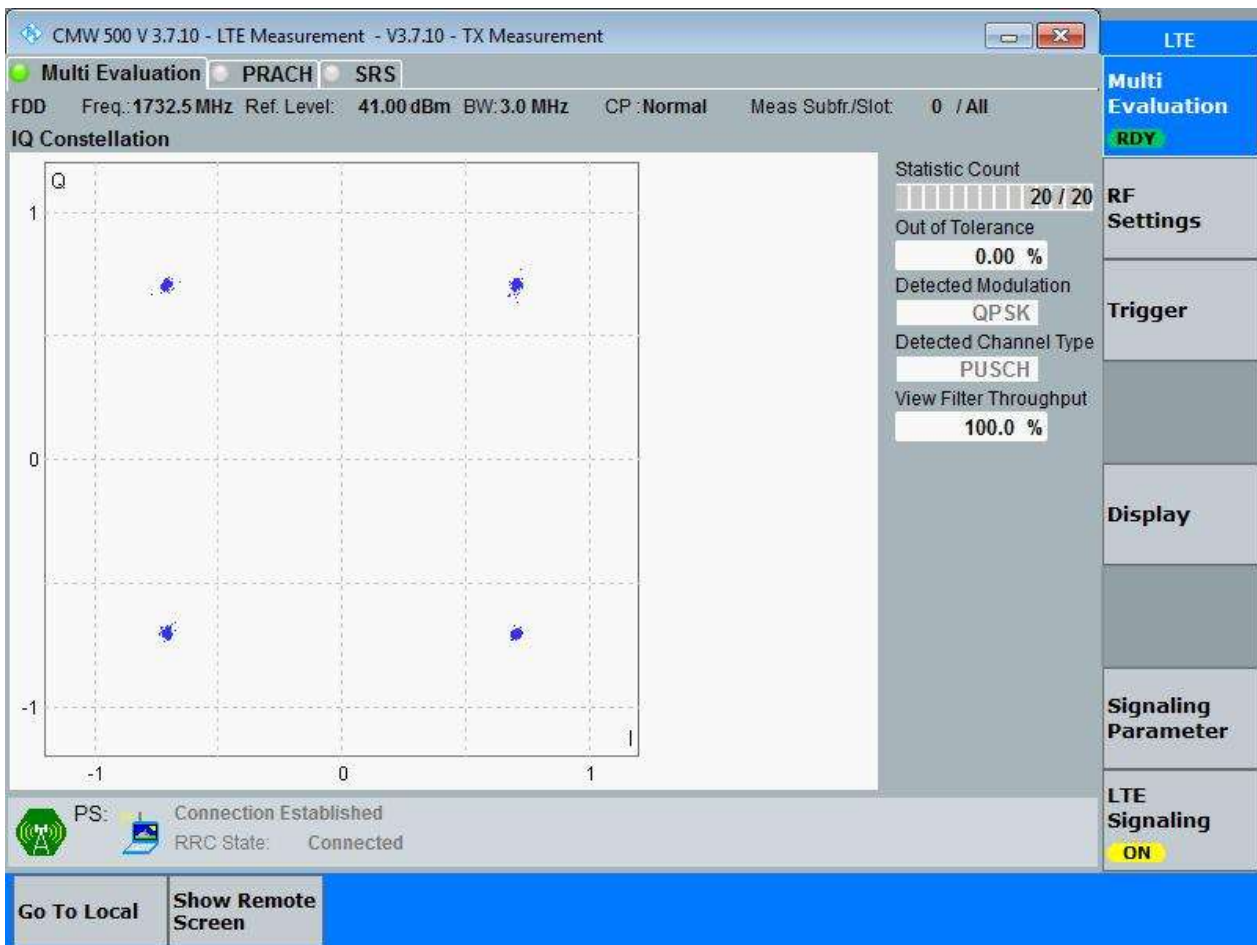 CMW 500 V 3.7.10 - LTE Measurement - V3.7.10 - TX Measurement
LTE
Multi Evaluation PRACH SRS
Multi
Evaluation
RDY
FDD Freq.:1732.5 MHz Ref. Level: 41.00 dBm BW:3.0 MHz CP :Normal Meas Subfr./Slot: 0 / All
IQ Constellation
Q
1
0
-1
I
-1 0 1
Statistic Count
20 / 20
Out of Tolerance
0.00 %
Detected Modulation
QPSK
Detected Channel Type
PUSCH
View Filter Throughput
100.0 %
RF
Settings
Trigger
Display
Signaling
Parameter
LTE
Signaling
ON
PS: Connection Established
RRC State: Connected
Go To Local
Show Remote
Screen